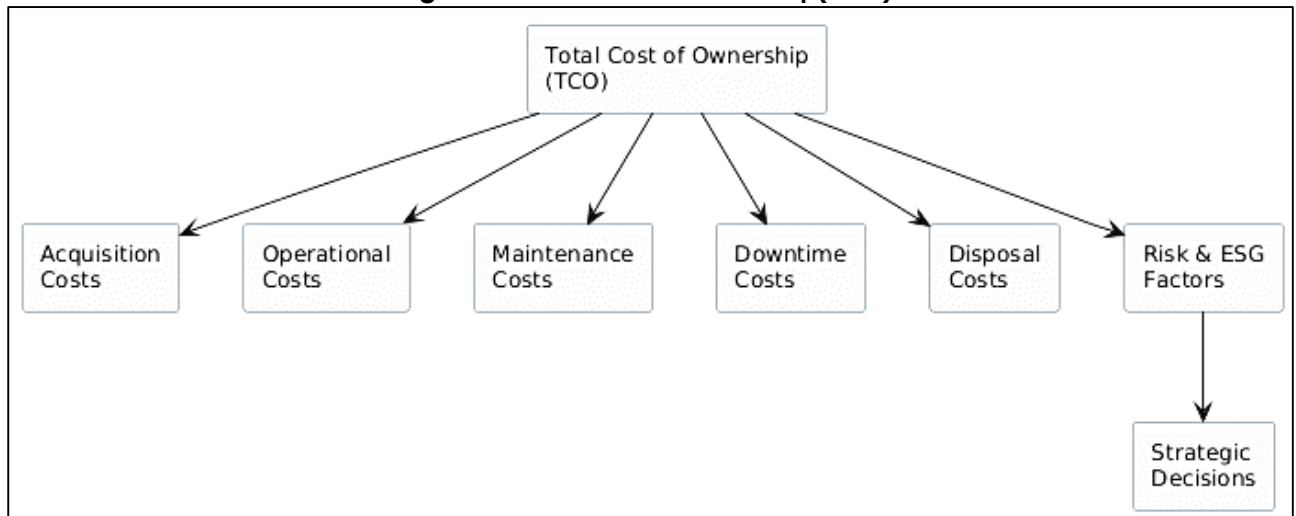 Total Cost of Ownership
(TCO)
Acquisition
Costs
Operational
Costs
Maintenance
Costs
Downtime
Costs
Disposal
Costs
Risk & ESG
Factors
Strategic
Decisions